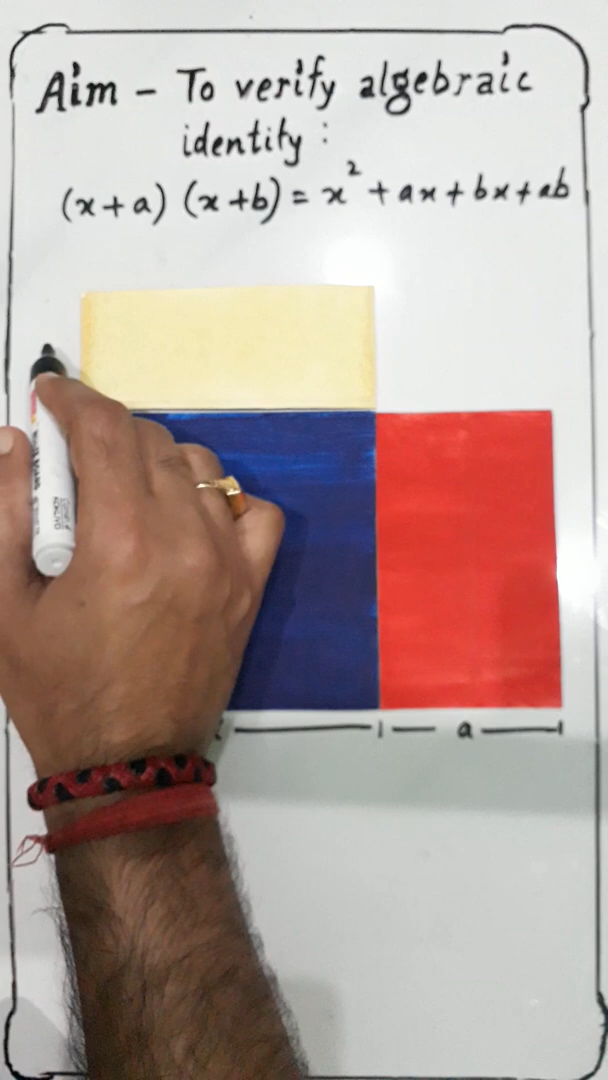 Aim - To verify algebraic
identity :
(x+a) (x+b) = x² + ax + bx + ab
a